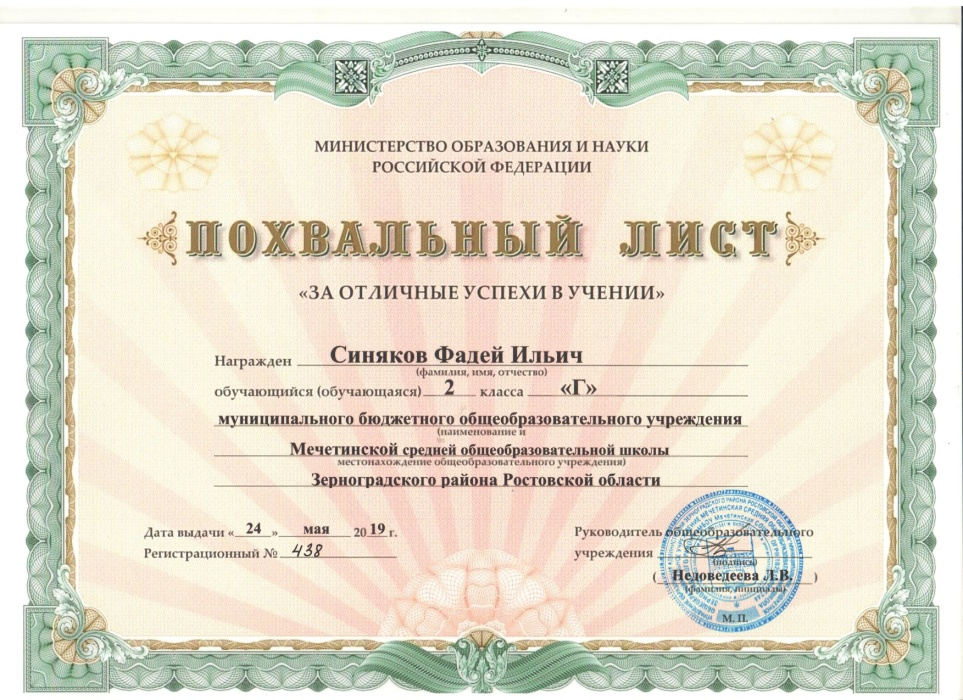 МИНИСТЕРСТВО ОБРАЗОВАНИЯ И НАУКИ
РОССИЙСКОЙ ФЕДЕРАЦИИ
ПОХВАЛЬНЫЙ ЛИСТ
«ЗА ОТЛИЧНЫЕ УСПЕХИ В УЧЕНИИ»
Награжден Синяков Фадей Ильич
(фамилия, имя, отчество)
обучающийся (обучающаяся) 2 класса «Г»
муниципального бюджетного общеобразовательного учреждения
(наименование и
Мечетинской средней общеобразовательной школы
местонахождение общеобразовательного учреждения)
Зерноградского района Ростовской области
Дата выдачи « 24 » мая 2019 г.
Регистрационный № 438
Руководитель общеобразовательного
учреждения
(подпись)
( Недоведеева Л.В. )
(фамилия, инициалы)
М. П.